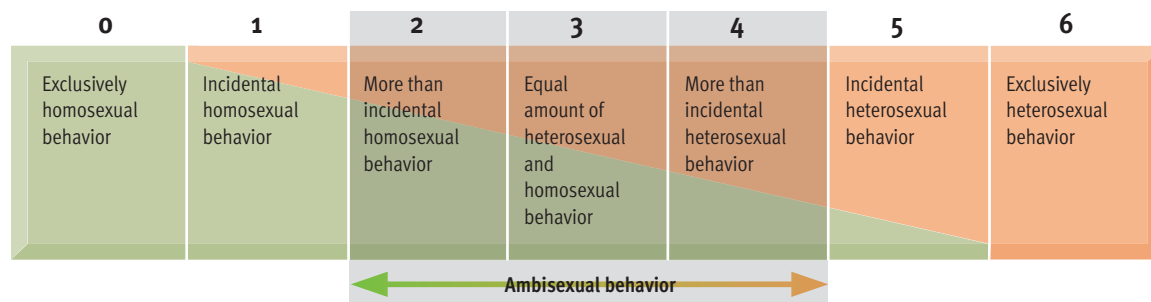 0 1 2 3 4 5 6
Exclusively
homosexual
behavior
Incidental
homosexual
behavior
More than
incidental
homosexual
behavior
Equal
amount of
heterosexual
and
homosexual
behavior
More than
incidental
heterosexual
behavior
Incidental
heterosexual
behavior
Exclusively
heterosexual
behavior
Ambisexual behavior